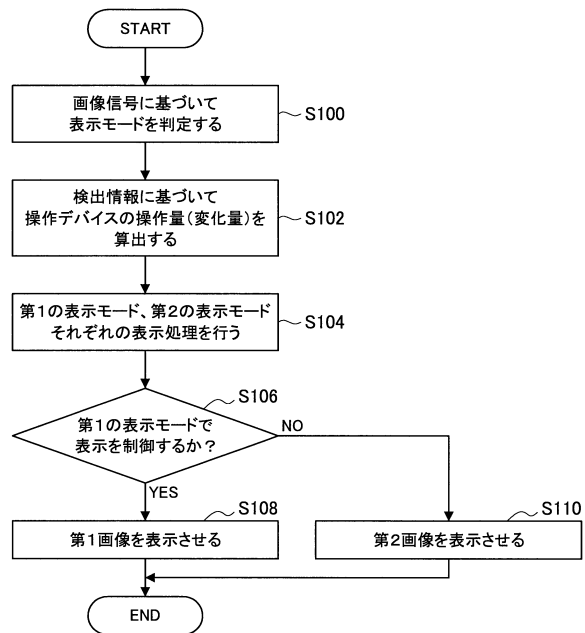 START
画像信号に基づいて
表示モードを判定する
S100
検出情報に基づいて
操作デバイスの操作量（変化量）を
算出する
S102
第１の表示モード、第２の表示モード
それぞれの表示処理を行う
S104
S106
第１の表示モードで
表示を制御するか？
NO
YES
S108
第１画像を表示させる
S110
第２画像を表示させる
END